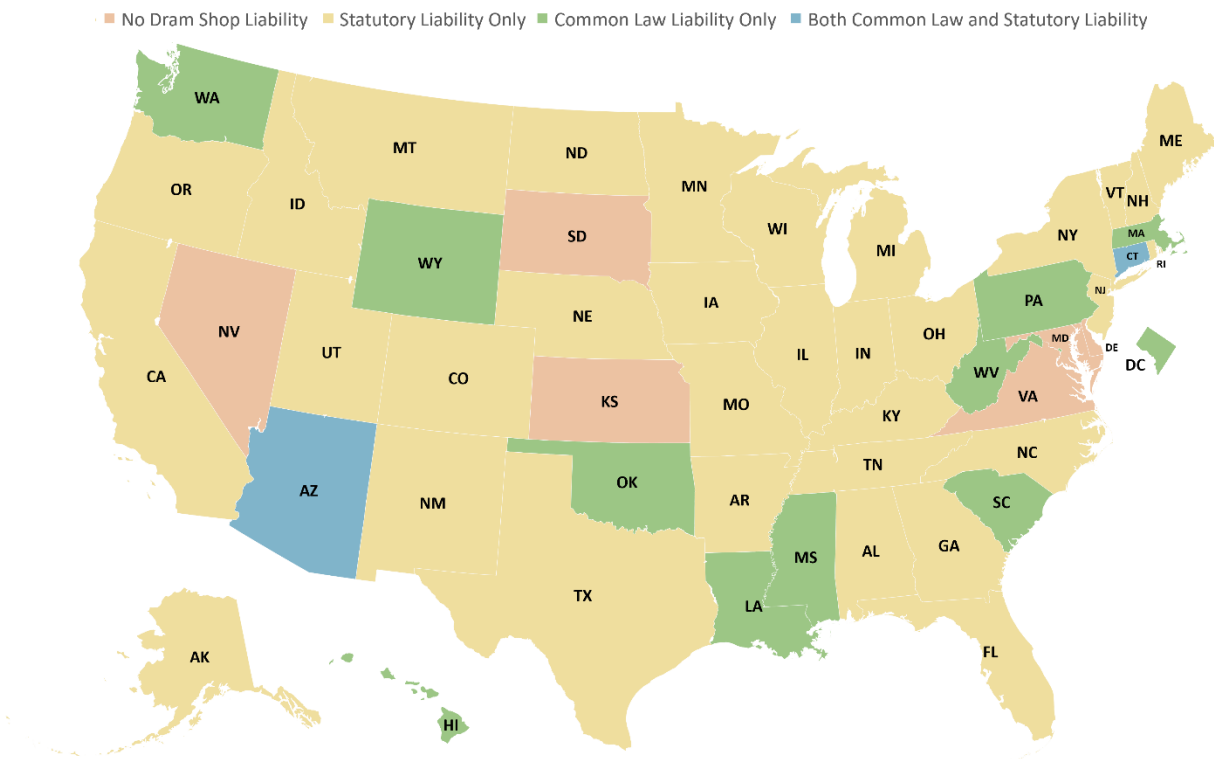 No Dram Shop Liability Statutory Liability Only Common Law Liability Only Both Common Law and Statutory Liability
WA
MT
ND
MN
ME
OR
ID
VT
NH
WI
NY
MA
SD
MI
CT
RI
WY
NJ
PA
IA
NE
NV
OH
MD
DE
UT
IL
IN
DC
CO
WV
CA
VA
KS
MO
KY
NC
TN
OK
AZ
NM
AR
SC
GA
AL
MS
TX
LA
AK
FL
HI